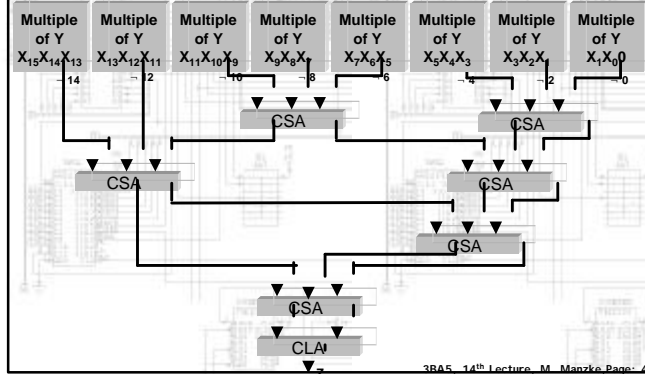 Multiple Multiple Multiple Multiple Multiple Multiple Multiple Multiple
of Y of Y of Y of Y of Y of Y of Y of Y
X15X14X13 X13X12X11 X11X10X9 X9X8X7 X7X6X5 X5X4X3 X3X2X1 X1X00
¬ 14 ¬ 12 ¬ 10 ¬ 8 ¬ 6 ¬ 4 ¬ 2 ¬ 0
CSA CSA
CSA CSA
CSA
CSA
CLA
3BA5, 14th Lecture, M. Manzke, Page: 4